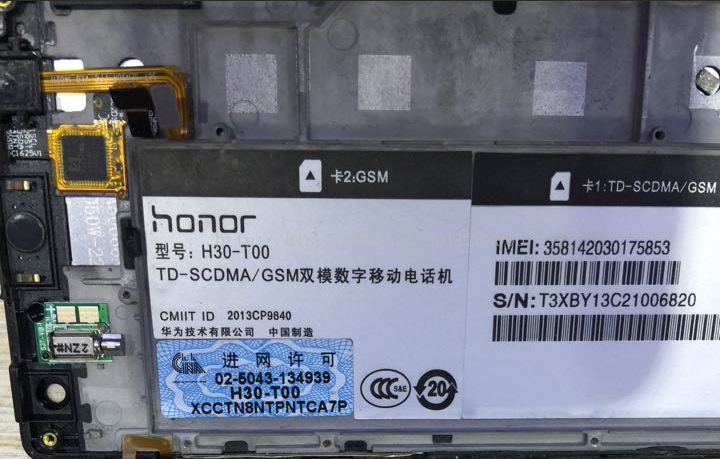 卡2:GSM
honor
型号: H30-T00
TD-SCDMA/GSM双模数字移动电话机
CMIIT ID 2013CP9840
华为技术有限公司 中国制造
进网许可
02-5043-134939
H30-T00
XCCTN8NTPNTCA7P
CCC S&E
20
卡1:TD-SCDMA/GSM
IMEI: 358142030175853
S/N: T3XBY13C21006820